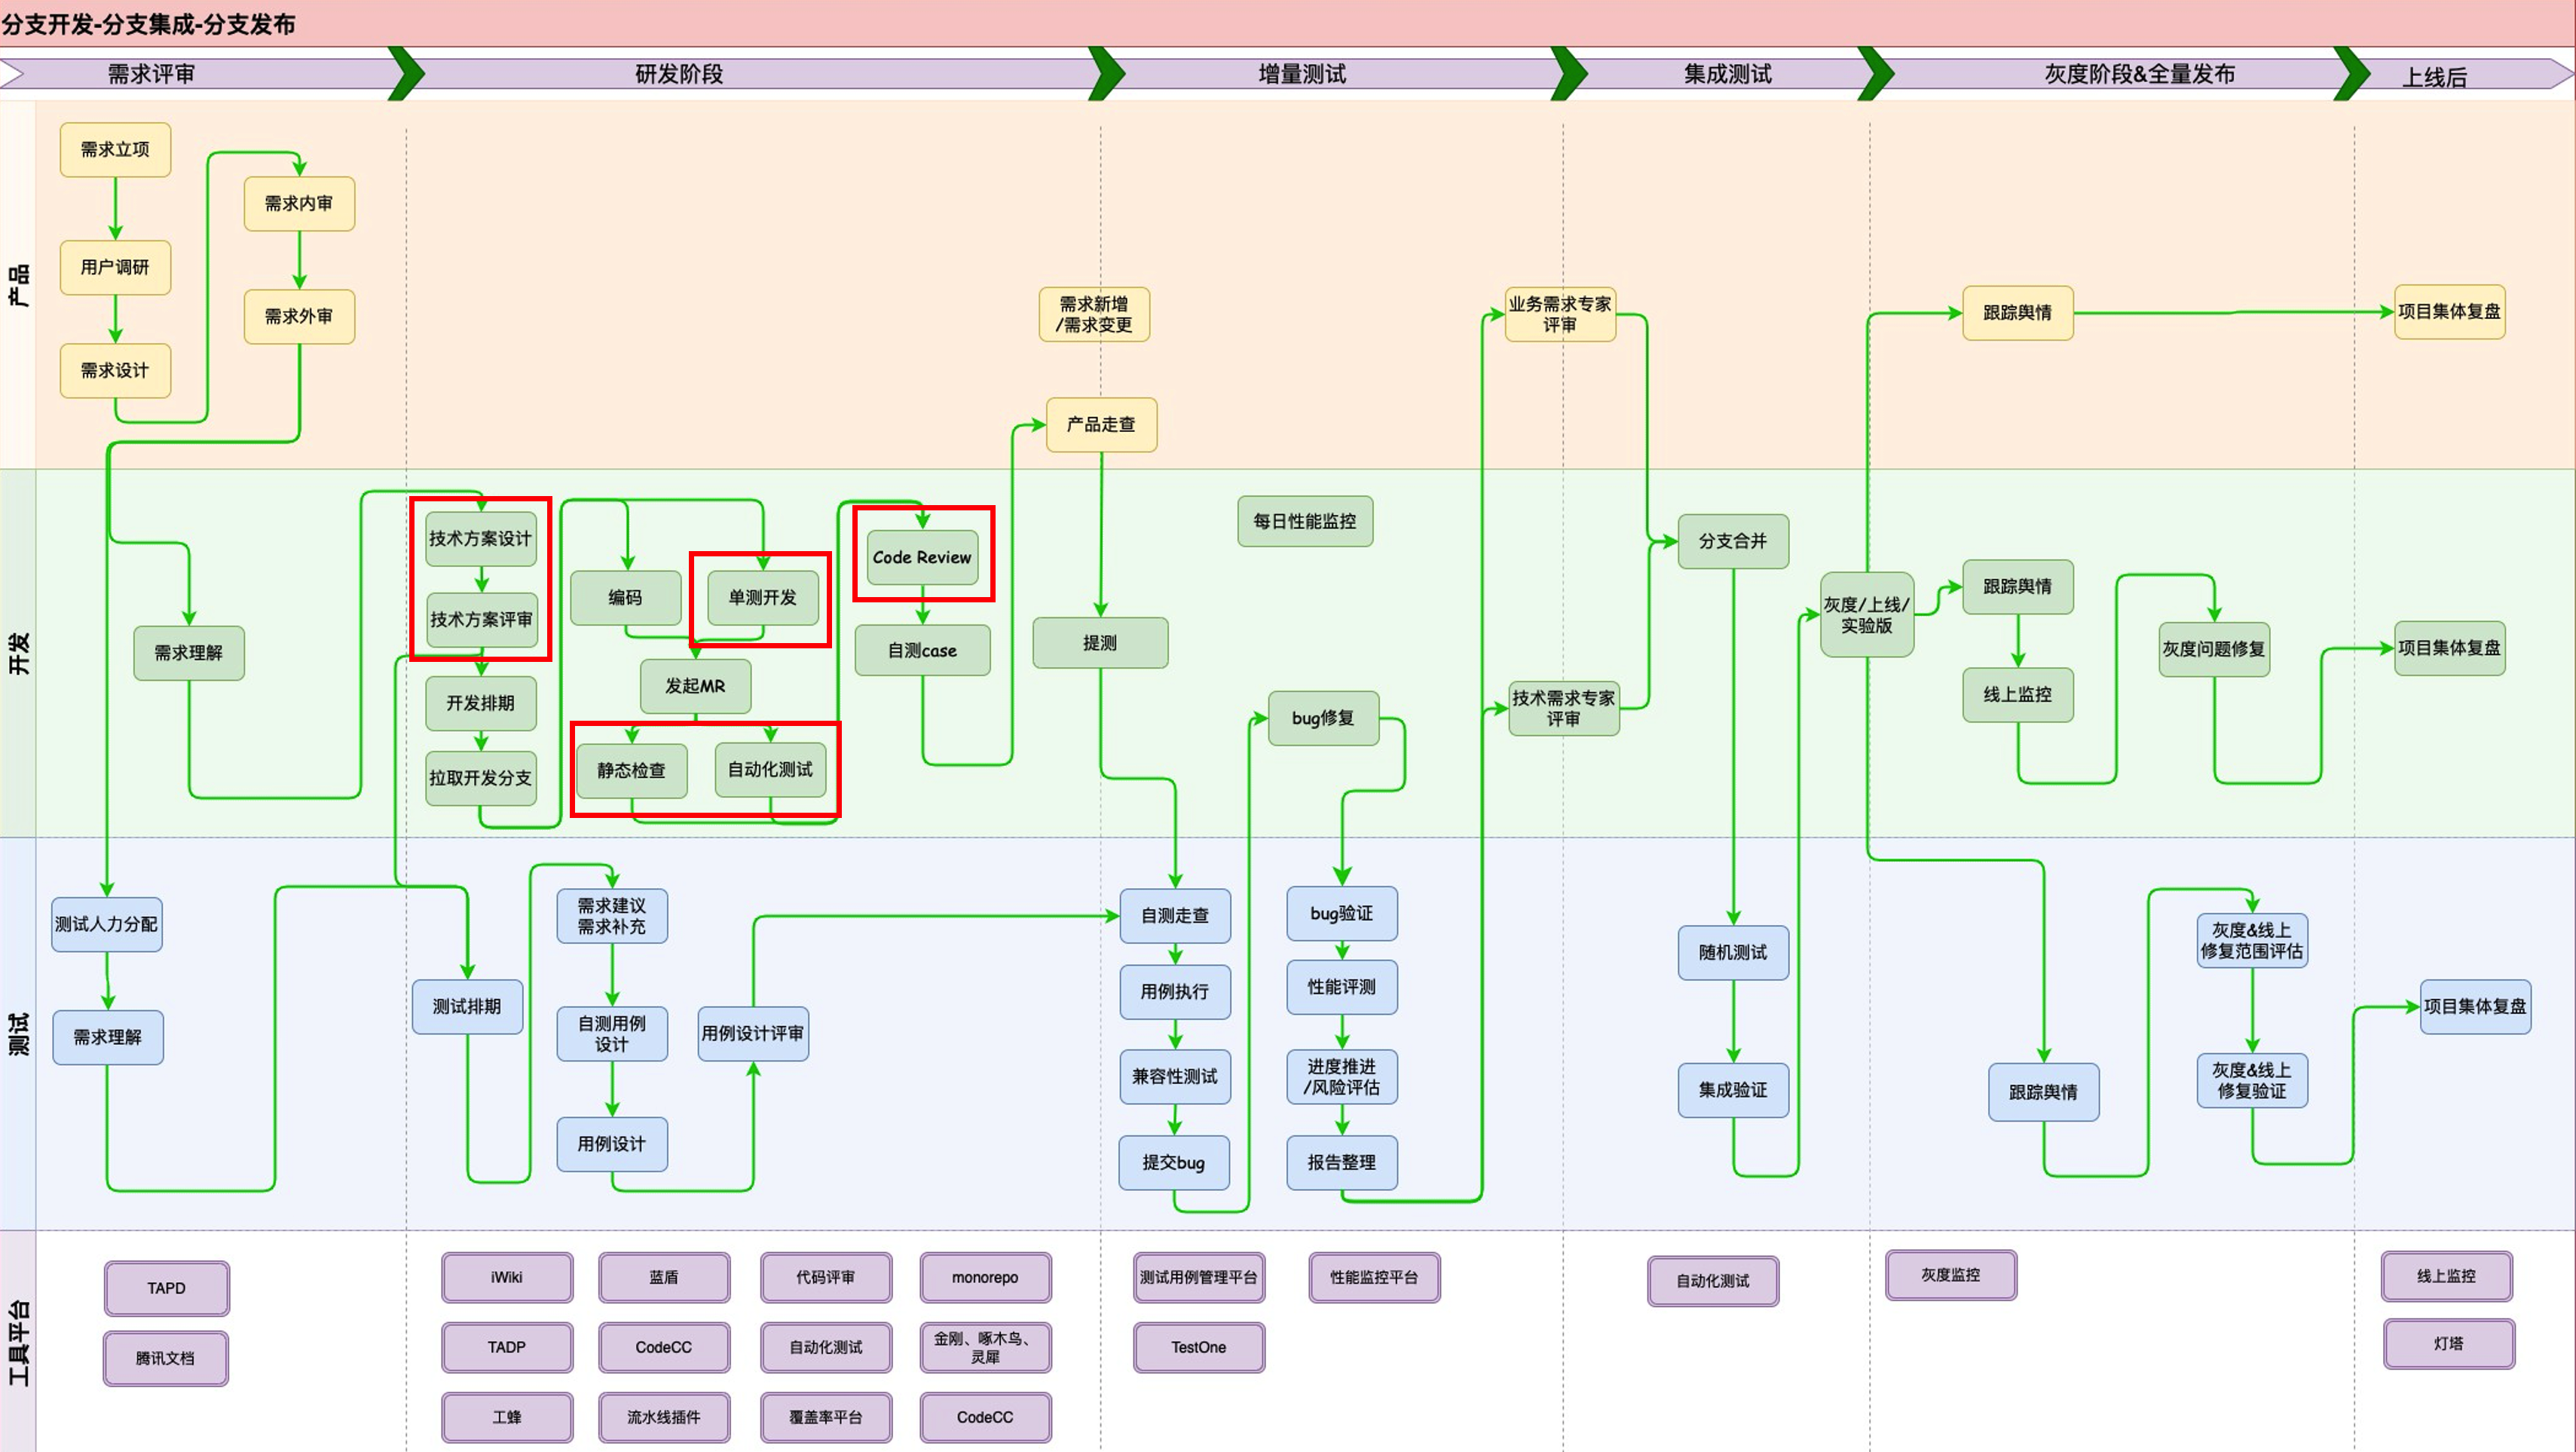 分支开发-分支集成-分支发布
需求评审
研发阶段
增量测试
集成测试
灰度阶段&全量发布
上线后
产品
需求立项
用户调研
需求设计
需求内审
需求外审
需求新增
/需求变更
产品走查
业务需求专家
评审
跟踪舆情
项目集体复盘
开发
需求理解
技术方案设计
技术方案评审
开发排期
拉取开发分支
编码
单测开发
发起MR
静态检查
自动化测试
Code Review
自测case
提测
每日性能监控
bug修复
技术需求专家
评审
分支合并
灰度/上线/
实验版
跟踪舆情
线上监控
灰度问题修复
项目集体复盘
测试
测试人力分配
需求理解
测试排期
需求建议
需求补充
自测用例
设计
用例设计
用例设计评审
自测走查
用例执行
兼容性测试
提交bug
bug验证
性能评测
进度推进
/风险评估
报告整理
随机测试
集成验证
跟踪舆情
灰度&线上
修复范围评估
灰度&线上
修复验证
项目集体复盘
工具平台
TAPD
腾讯文档
iWiki
蓝盾
代码评审
monorepo
TADP
CodeCC
自动化测试
金刚、啄木鸟、
灵犀
工蜂
流水线插件
覆盖率平台
CodeCC
测试用例管理平台
性能监控平台
TestOne
自动化测试
灰度监控
线上监控
灯塔